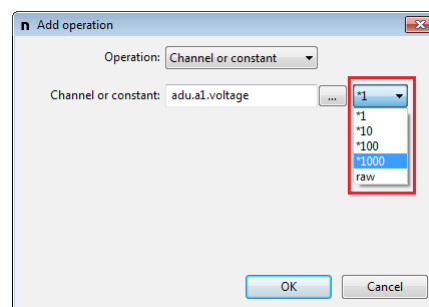 n Add operation
Operation: Channel or constant
Channel or constant: adu.a1.voltage ... *1
*1
*10
*100
*1000
raw
OK Cancel